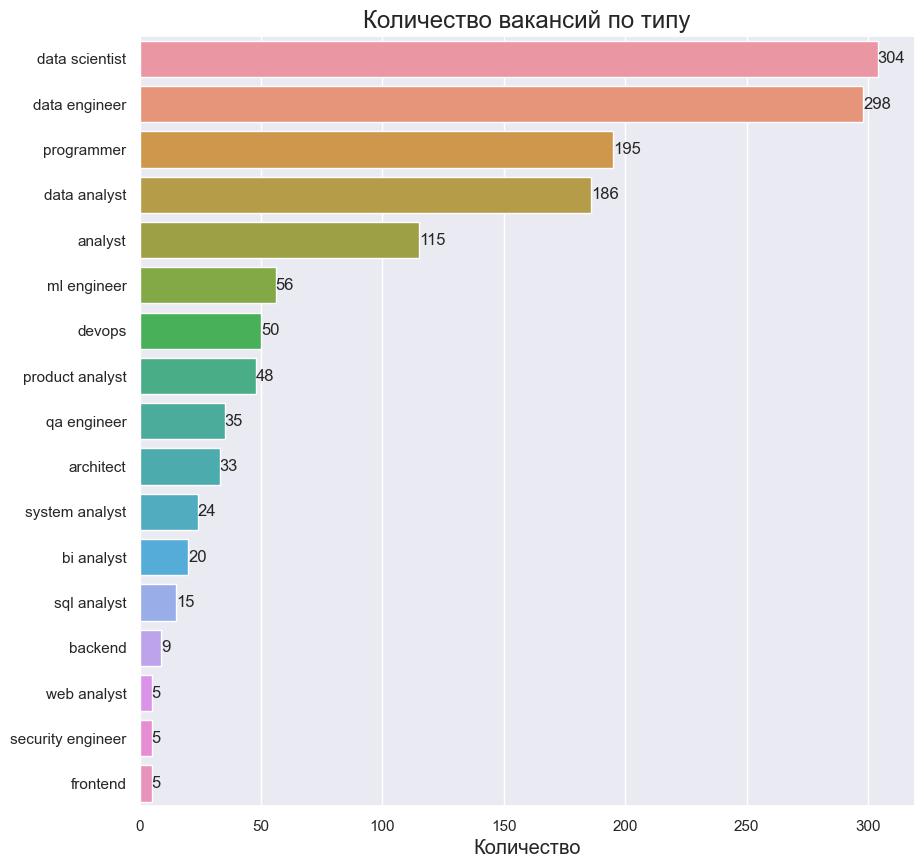 Количество вакансий по типу
data scientist 304
data engineer 298
programmer 195
data analyst 186
analyst 115
ml engineer 56
devops 50
product analyst 48
qa engineer 35
architect 33
system analyst 24
bi analyst 20
sql analyst 15
backend 9
web analyst 5
security engineer 5
frontend 5
0 50 100 150 200 250 300
Количество